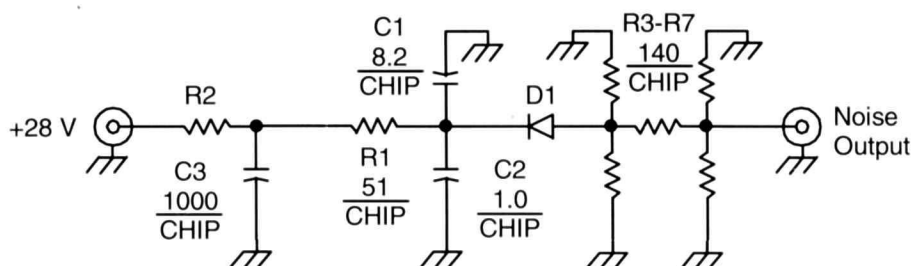 +28 V
R2
C3
1000
CHIP
C1
8.2
CHIP
R1
51
CHIP
C2
1.0
CHIP
D1
R3-R7
140
CHIP
Noise
Output